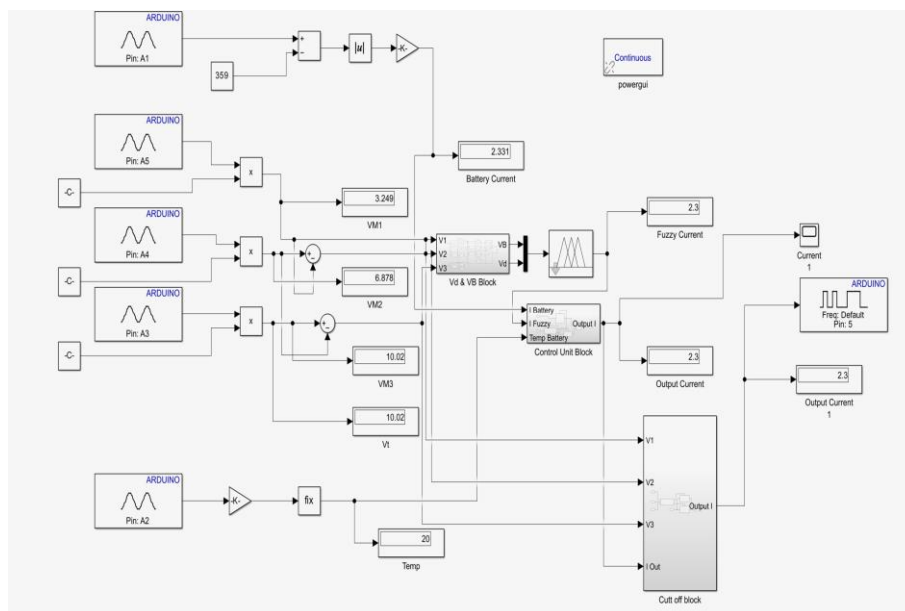 ARDUINO
Pin: A1
+
−
|u|
-K-
359
Continuous
powergui
2.331
Battery Current
ARDUINO
Pin: A5
-C-
x
3.249
VM1
ARDUINO
Pin: A4
-C-
x
+
−
6.878
VM2
V1
V2
V3
VB
Vd
Vd & VB Block
2.3
Fuzzy Current
Current
1
ARDUINO
Freq: Default
Pin: 5
ARDUINO
Pin: A3
-C-
x
+
−
10.02
VM3
I Battery
I Fuzzy
Temp Battery
Output I
Control Unit Block
2.3
Output Current
2.3
Output Current
1
10.02
Vt
V1
V2
V3
I Out
Output I
Cutt off block
ARDUINO
Pin: A2
-K-
fix
20
Temp